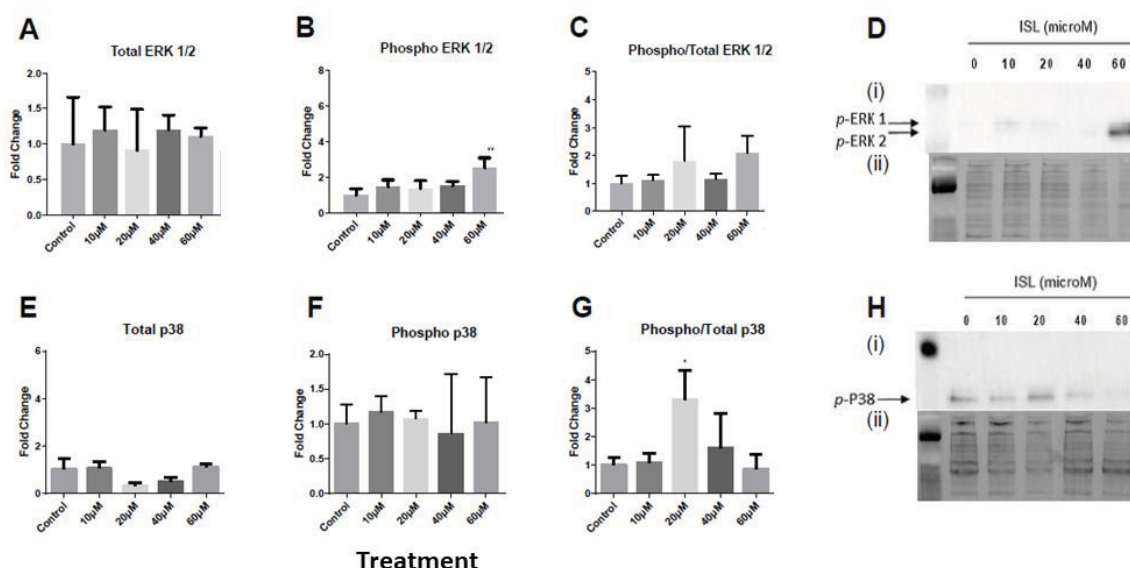 A
Total ERK 1/2
Fold Change
2.0
1.5
1.0
0.5
0.0
Control
10µM
20µM
40µM
60µM
B
Phospho ERK 1/2
Fold Change
8
6
4
2
0
**
Control
10µM
20µM
40µM
60µM
C
Phospho/Total ERK 1/2
Fold Change
5
4
3
2
1
0
Control
10µM
20µM
40µM
60µM
D
ISL (microM)
0 10 20 40 60
(i)
p-ERK 1
p-ERK 2
(ii)
E
Total p38
Fold Change
6
4
2
0
Control
10µM
20µM
40µM
60µM
F
Phospho p38
Fold Change
2.0
1.5
1.0
0.5
0.0
Control
10µM
20µM
40µM
60µM
G
Phospho/Total p38
Fold Change
5
4
3
2
1
0
*
Control
10µM
20µM
40µM
60µM
H
ISL (microM)
0 10 20 40 60
(i)
p-P38
(ii)
Treatment